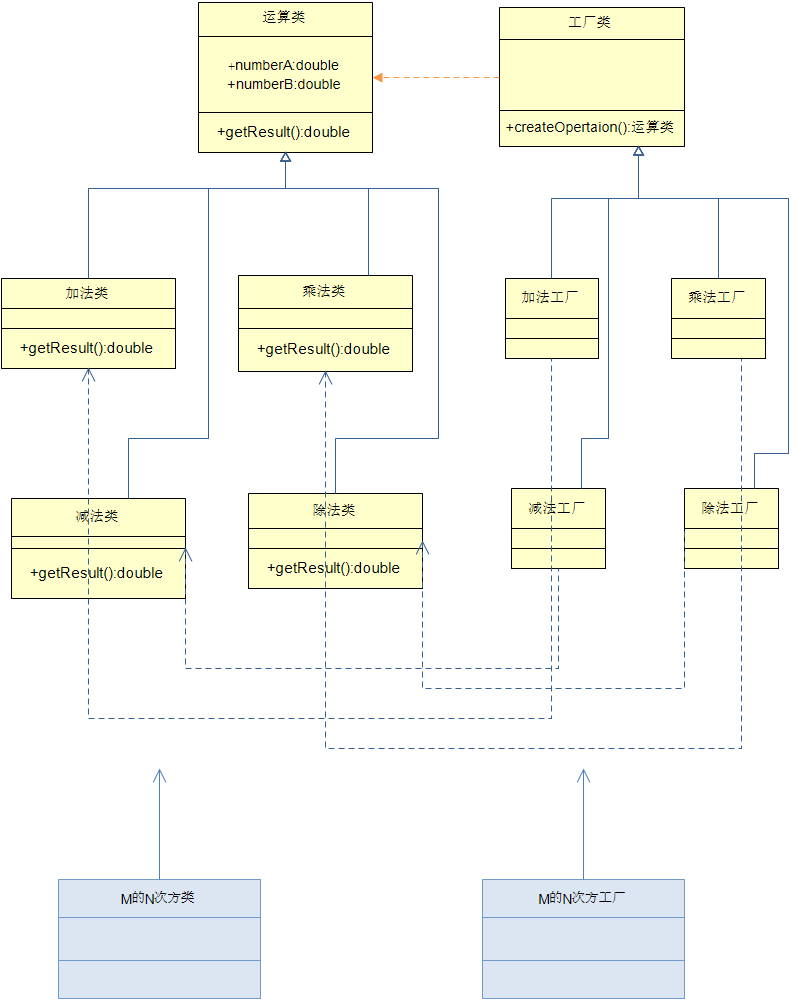 运算类
+numberA:double
+numberB:double
+getResult():double
工厂类
+createOpertaion():运算类
加法类
+getResult():double
乘法类
+getResult():double
加法工厂
乘法工厂
减法类
+getResult():double
除法类
+getResult():double
减法工厂
除法工厂
M的N次方类
M的N次方工厂